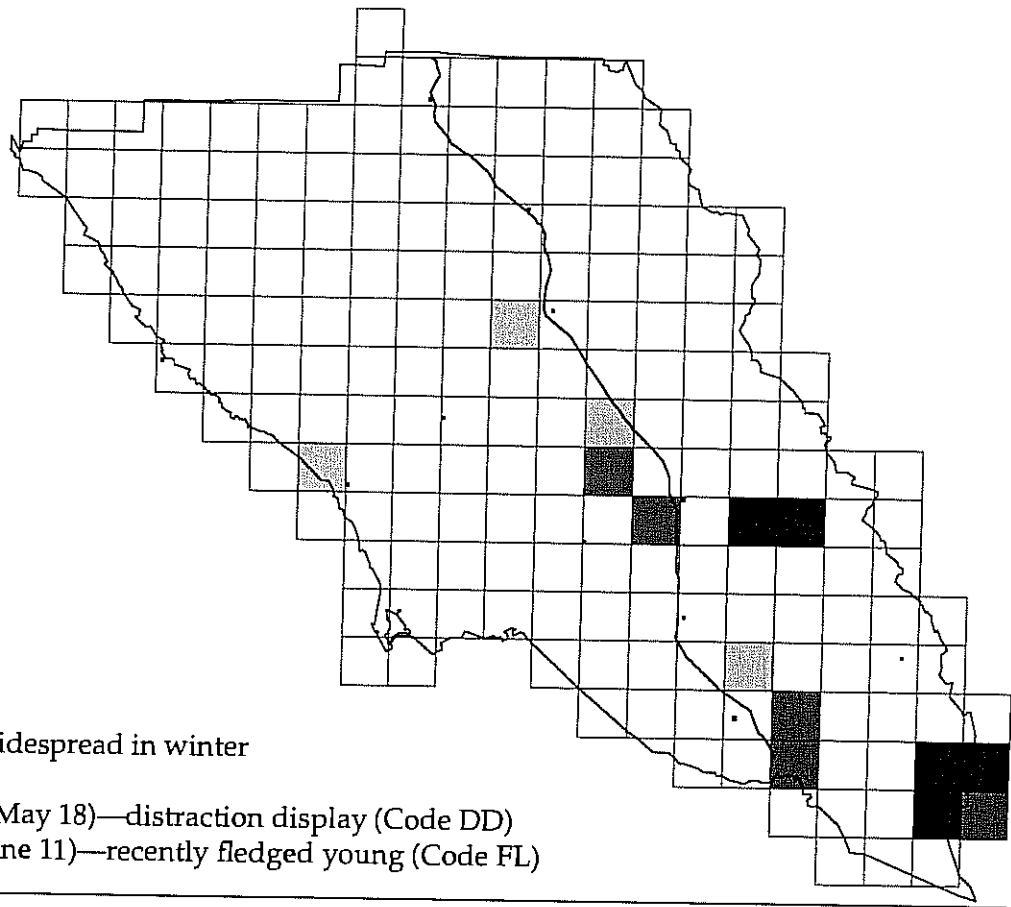 idespread in winter
May 18)—distraction display (Code DD)
ne 11)—recently fledged young (Code FL)